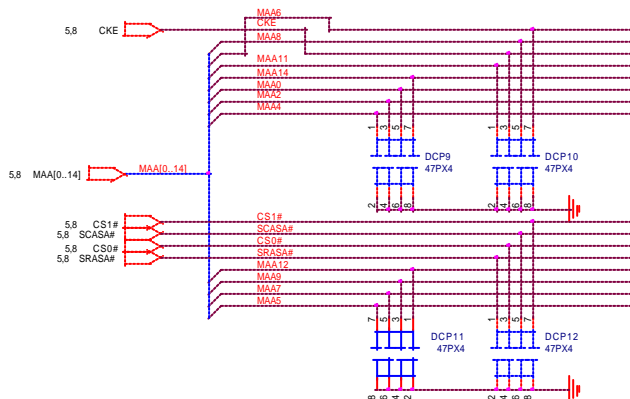 MAA6
5,8 CKE
CKE
MAA8
MAA11
MAA14
MAA0
MAA2
MAA4
1 3 5 7
1 3 5 7
DCP9
47PX4
DCP10
47PX4
5,8 MAA[0..14]
MAA[0..14]
2 4 6 8
2 4 6 8
5,8 CS1#
CS1#
5,8 SCASA#
SCASA#
5,8 CS0#
CS0#
5,8 SRASA#
SRASA#
MAA12
MAA9
MAA7
MAA5
7 5 3 1
1 3 5 7
DCP11
47PX4
DCP12
47PX4
8 6 4 2
2 4 6 8